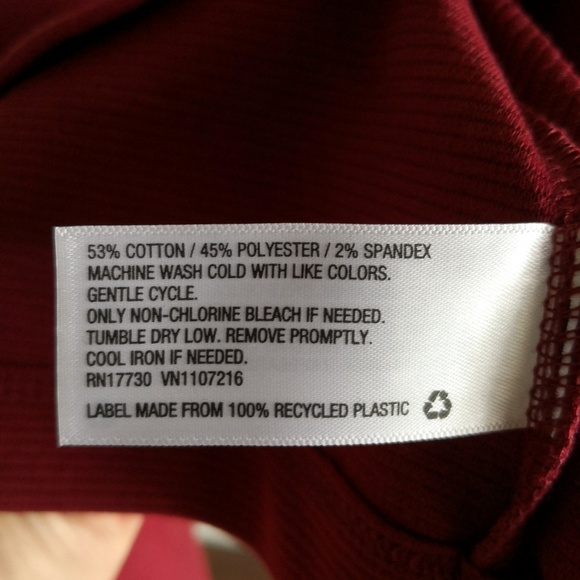 53% COTTON / 45% POLYESTER / 2% SPANDEX
MACHINE WASH COLD WITH LIKE COLORS.
GENTLE CYCLE.
ONLY NON-CHLORINE BLEACH IF NEEDED.
TUMBLE DRY LOW. REMOVE PROMPTLY.
COOL IRON IF NEEDED.
RN17730 VN1107216
LABEL MADE FROM 100% RECYCLED PLASTIC